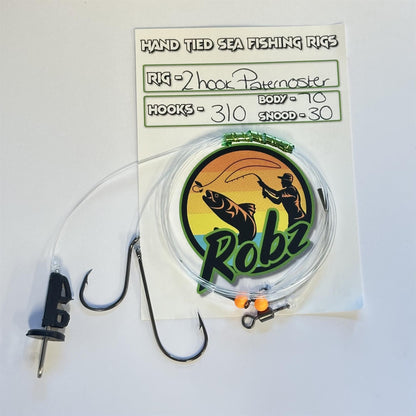 HAND TIED SEA FISHING RIGS
RIG - 2 hook Paternoster
HOOKS - 3/0 BODY - 70
SNOOD - 30
Robz